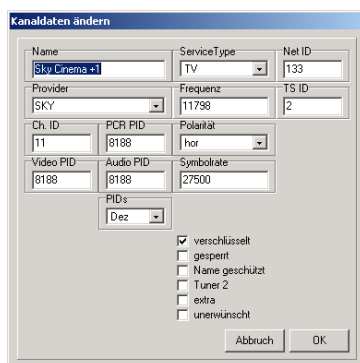 Kanaldaten ändern
Name ServiceType Net ID
Sky Cinema +1 TV 133
Provider Frequenz TS ID
SKY 11798 2
Ch. ID PCR PID Polarität
11 8188 hor
Video PID Audio PID Symbolrate
8188 8188 27500
PIDs
Dez
verschlüsselt
gesperrt
Name geschützt
Tuner 2
extra
unerwünscht
Abbruch OK